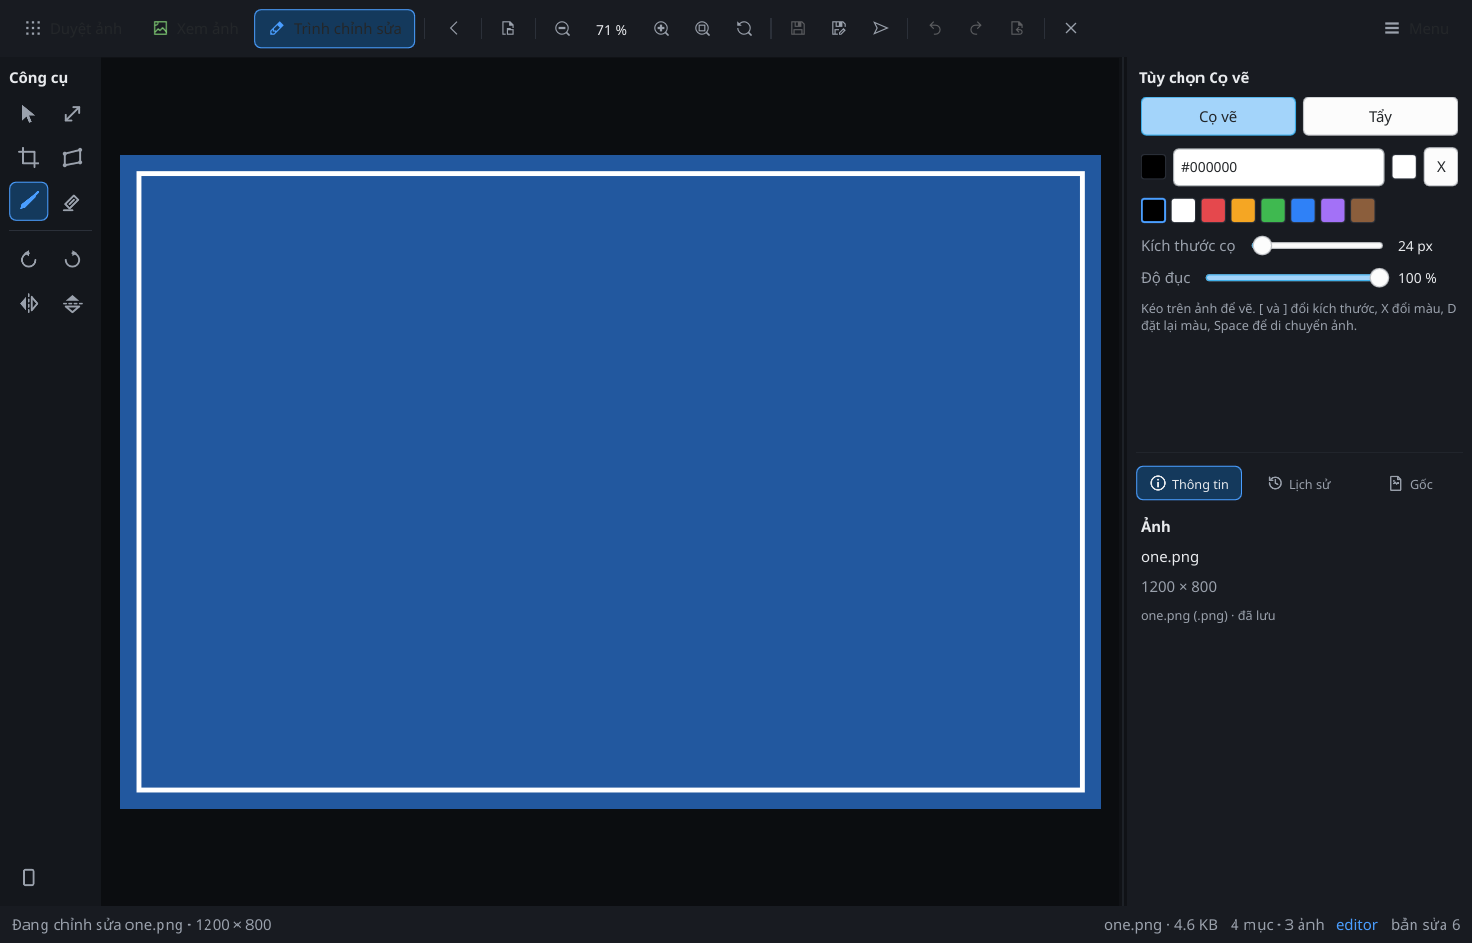 Duyệt ảnh Xem ảnh Trình chỉnh sửa 71 % Menu
Công cụ
Tùy chọn Cọ vẽ
Cọ vẽ Tẩy
#000000 X
Kích thước cọ 24 px
Độ đục 100 %
Kéo trên ảnh để vẽ. [ và ] đổi kích thước, X đổi màu, D
đặt lại màu, Space để di chuyển ảnh.
Thông tin Lịch sử Gốc
Ảnh
one.png
1200 × 800
one.png (.png) · đã lưu
Đang chỉnh sửa one.png · 1200 × 800 one.png · 4.6 KB 4 mục · 3 ảnh editor bản sửa 6